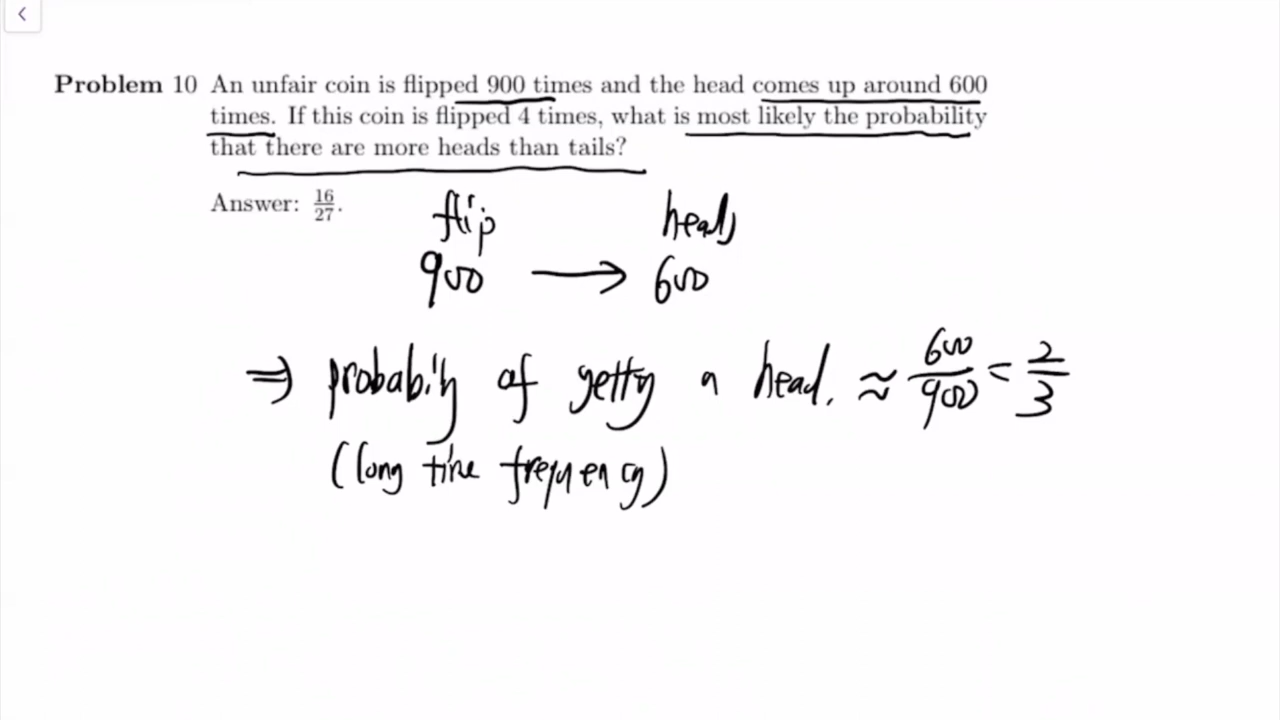 Problem 10 An unfair coin is flipped 900 times and the head comes up around 600
times. If this coin is flipped 4 times, what is most likely the probability
that there are more heads than tails?
Answer: 16/27.
flip heads
900 → 600
⇒ probability of getty a head. ≈ 600/900 = 2/3
(long time frequency)